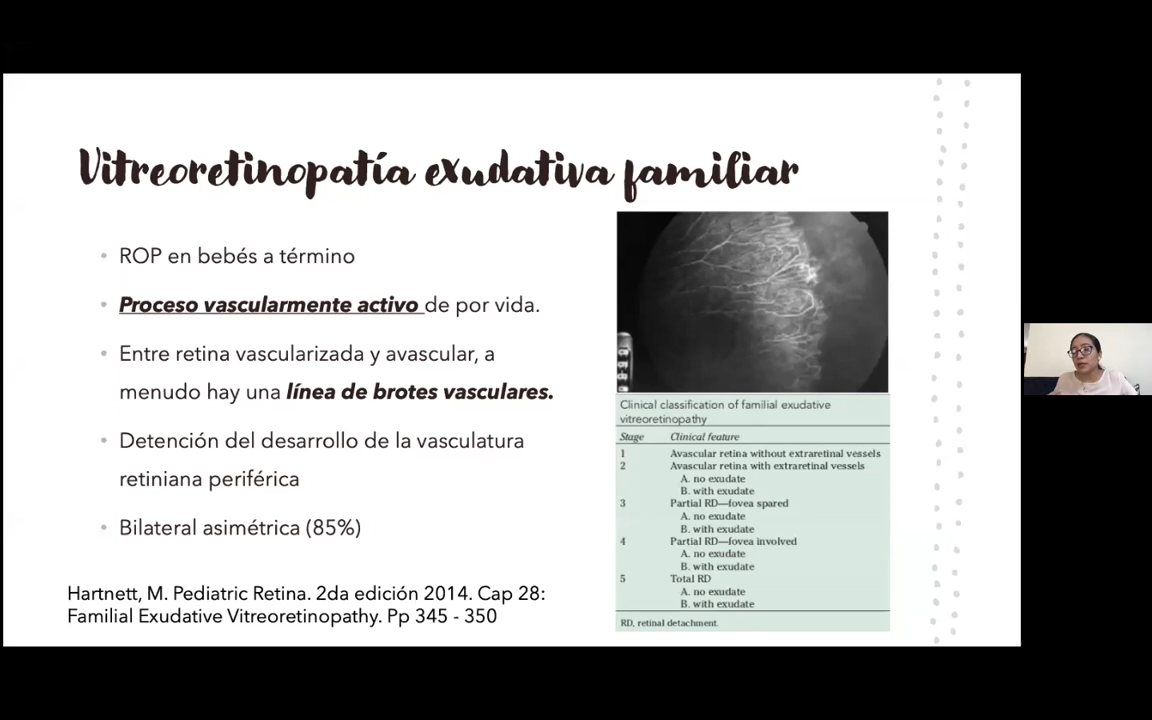 Vitreoretinopatía exudativa familiar
• ROP en bebés a término
• Proceso vascularmente activo de por vida.
• Entre retina vascularizada y avascular, a
menudo hay una línea de brotes vasculares.
• Detención del desarrollo de la vasculatura
retiniana periférica
• Bilateral asimétrica (85%)
Hartnett, M. Pediatric Retina. 2da edición 2014. Cap 28:
Familial Exudative Vitreoretinopathy. Pp 345 - 350
Clinical classification of familial exudative
vitreoretinopathy
Stage Clinical feature
1 Avascular retina without extraretinal vessels
2 Avascular retina with extraretinal vessels
A. no exudate
B. with exudate
3 Partial RD—fovea spared
A. no exudate
B. with exudate
4 Partial RD—fovea involved
A. no exudate
B. with exudate
5 Total RD
A. no exudate
B. with exudate
RD, retinal detachment.